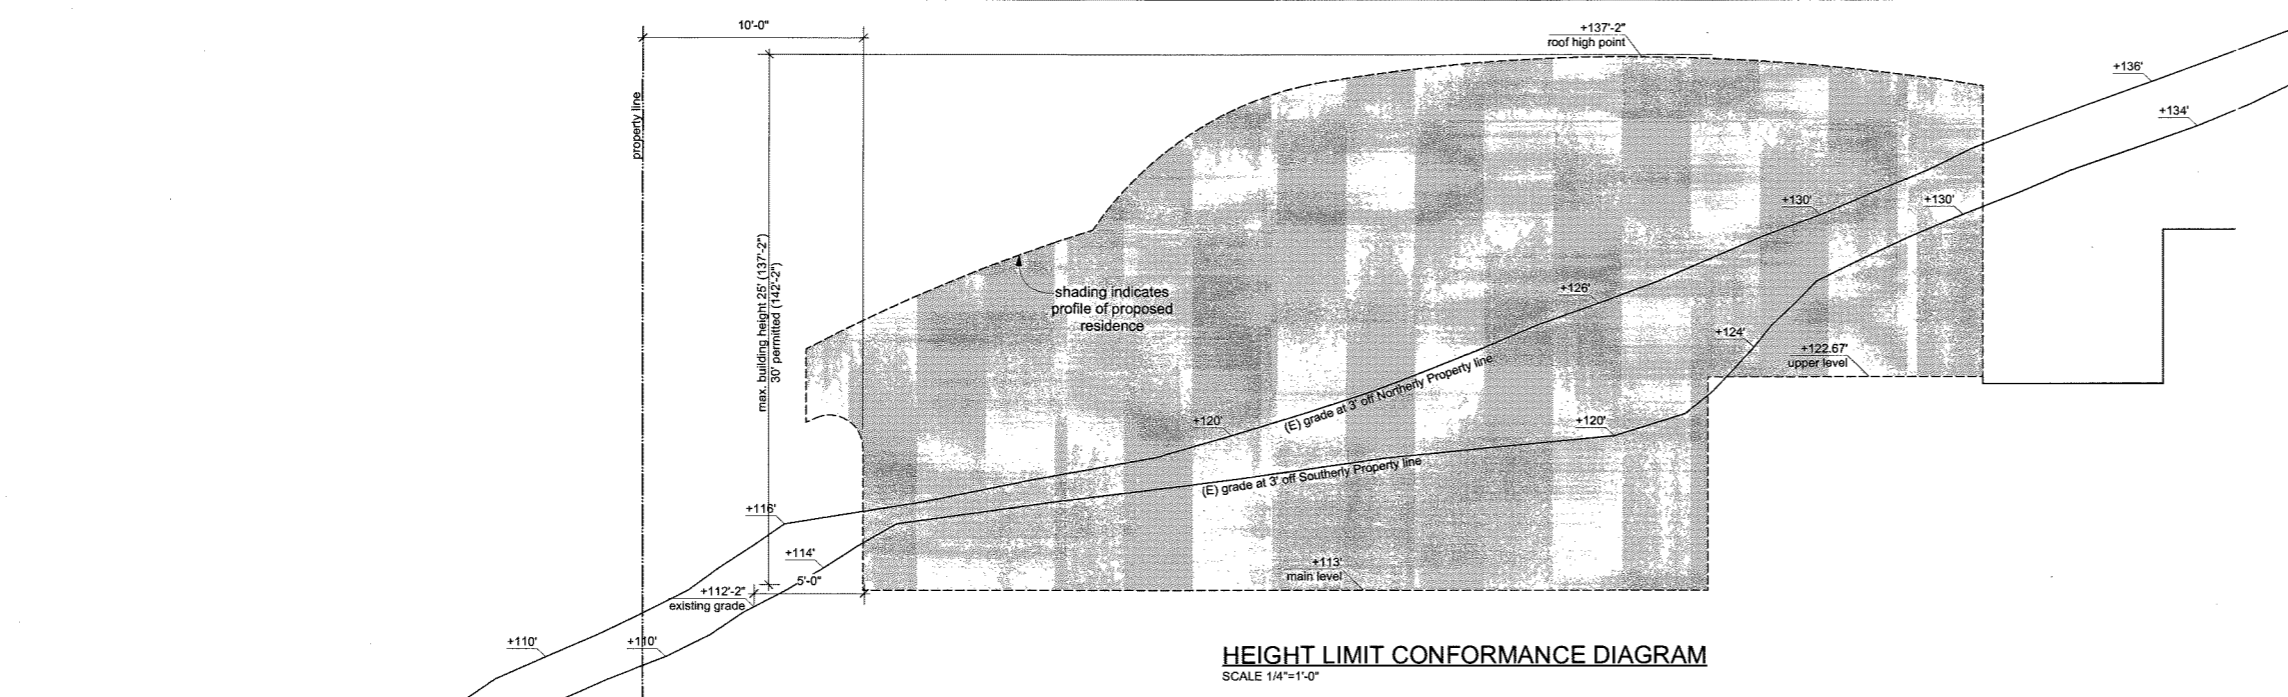 10'-0"
+137'-2"
roof high point
+136'
+134'
property line
max. building height 25' (137'-2")
30' permitted (142'-2")
+130'
+130'
shading indicates
profile of proposed
residence
+126'
+124'
+122.67'
upper level
(E) grade at 3' off Northerly Property line
+120'
+120'
(E) grade at 3' off Southerly Property line
+116'
+114'
5'-0"
+113'
main level
+112'-2"
existing grade
+110'
+110'
HEIGHT LIMIT CONFORMANCE DIAGRAM
SCALE 1/4"=1'-0"